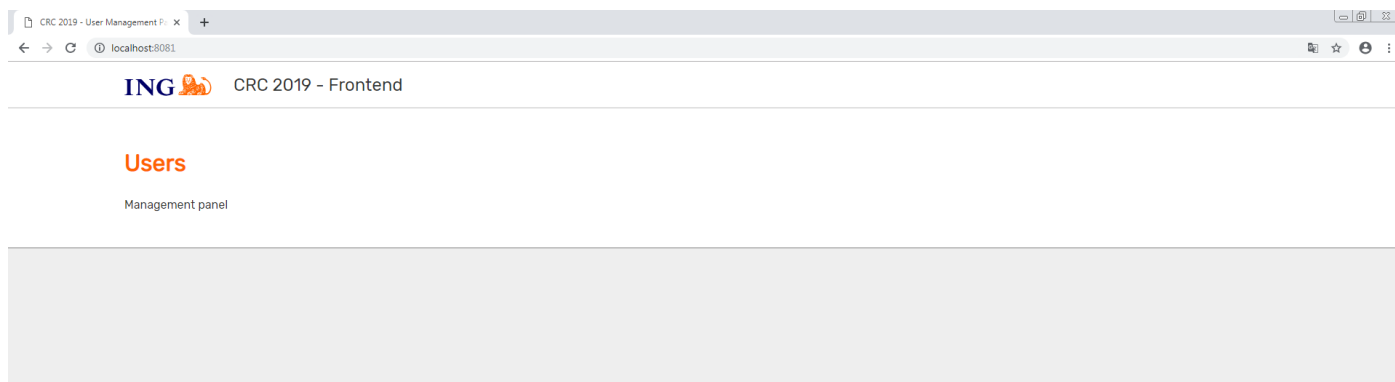 CRC 2019 - User Management P
localhost:8081
ING CRC 2019 - Frontend
Users
Management panel